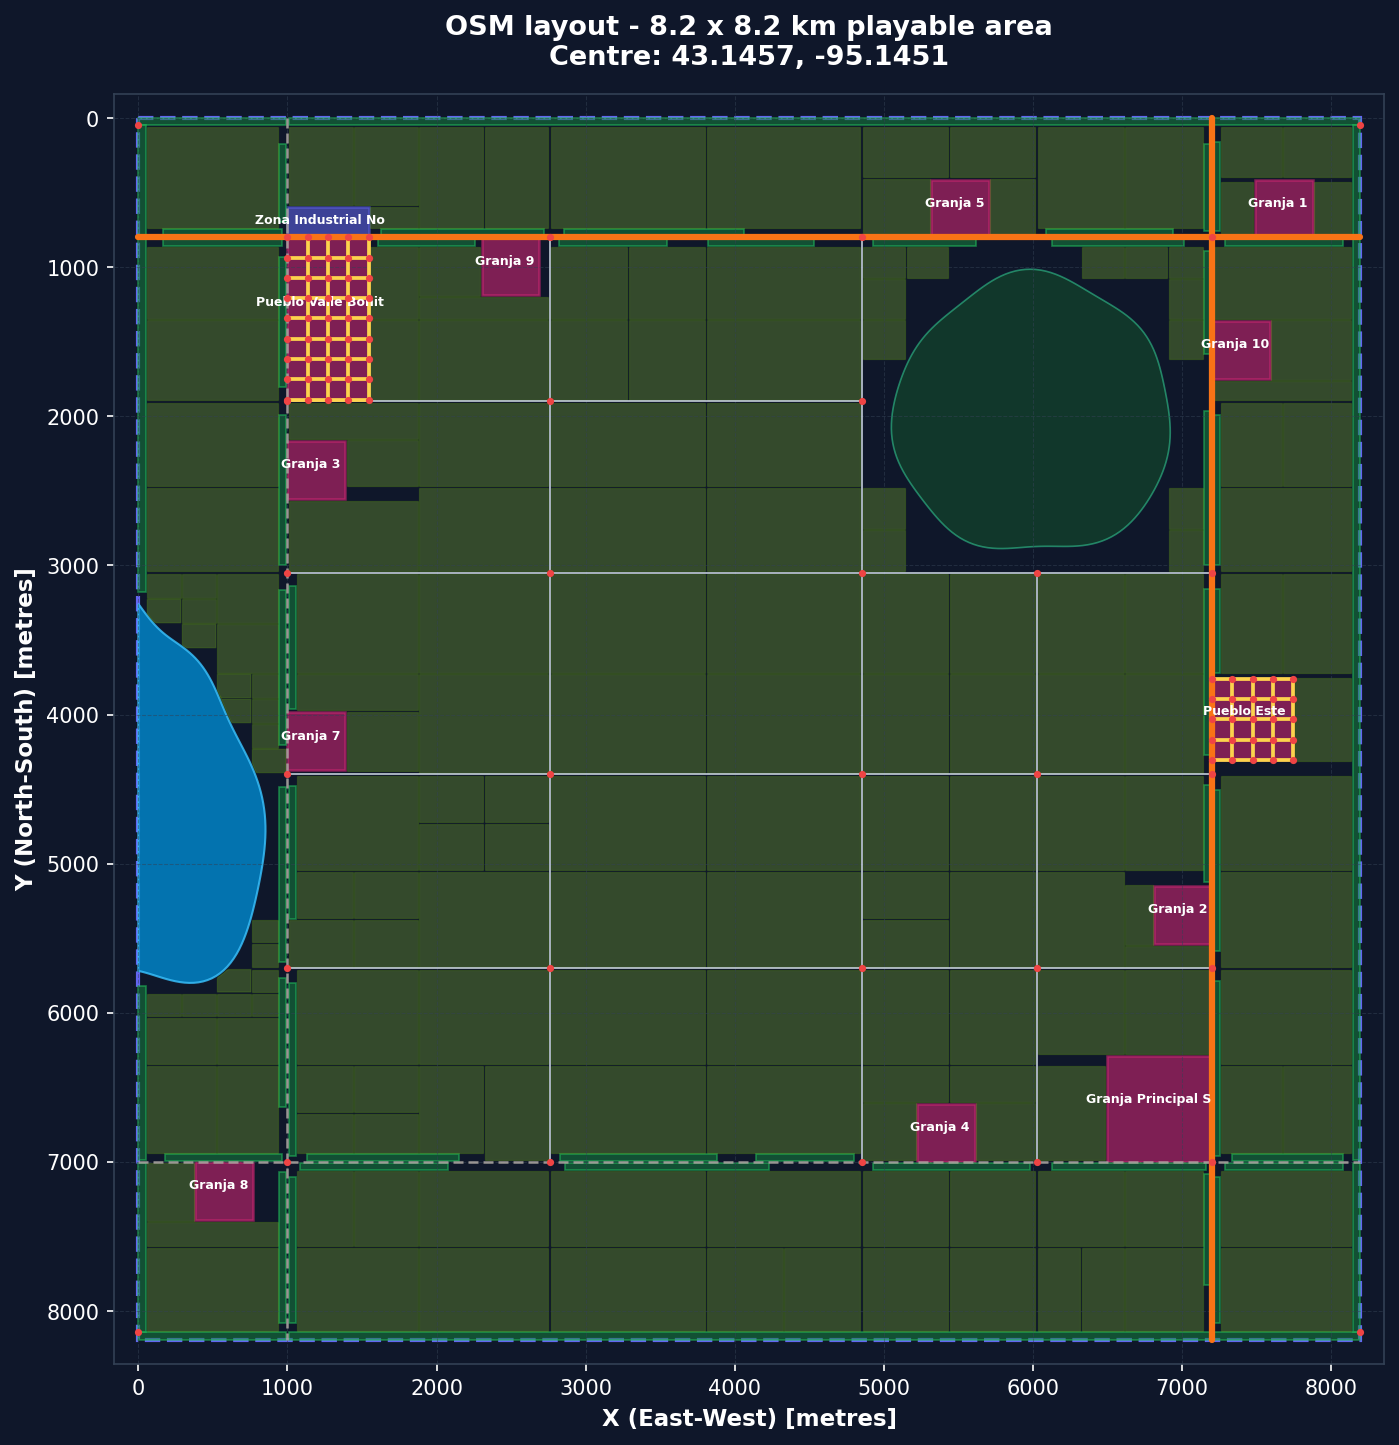 OSM layout - 8.2 x 8.2 km playable area
Centre: 43.1457, -95.1451
0
Granja 5
Granja 1
Zona Industrial No
1000
Granja 9
Pueblo Valle Bonit
Granja 10
2000
Granja 3
3000
4000
Pueblo Este
Granja 7
5000
Granja 2
6000
Granja Principal S
Granja 4
7000
Granja 8
8000
Y (North-South) [metres]
0 1000 2000 3000 4000 5000 6000 7000 8000
X (East-West) [metres]